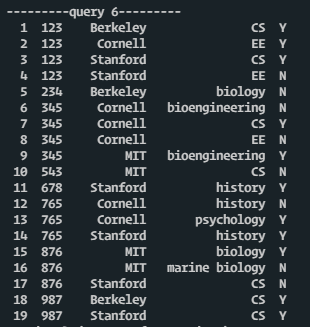 ---------query 6---------
1 123 Berkeley CS Y
2 123 Cornell EE Y
3 123 Stanford CS Y
4 123 Stanford EE N
5 234 Berkeley biology N
6 345 Cornell bioengineering N
7 345 Cornell CS Y
8 345 Cornell EE N
9 345 MIT bioengineering Y
10 543 MIT CS N
11 678 Stanford history Y
12 765 Cornell history N
13 765 Cornell psychology Y
14 765 Stanford history Y
15 876 MIT biology Y
16 876 MIT marine biology N
17 876 Stanford CS N
18 987 Berkeley CS Y
19 987 Stanford CS Y